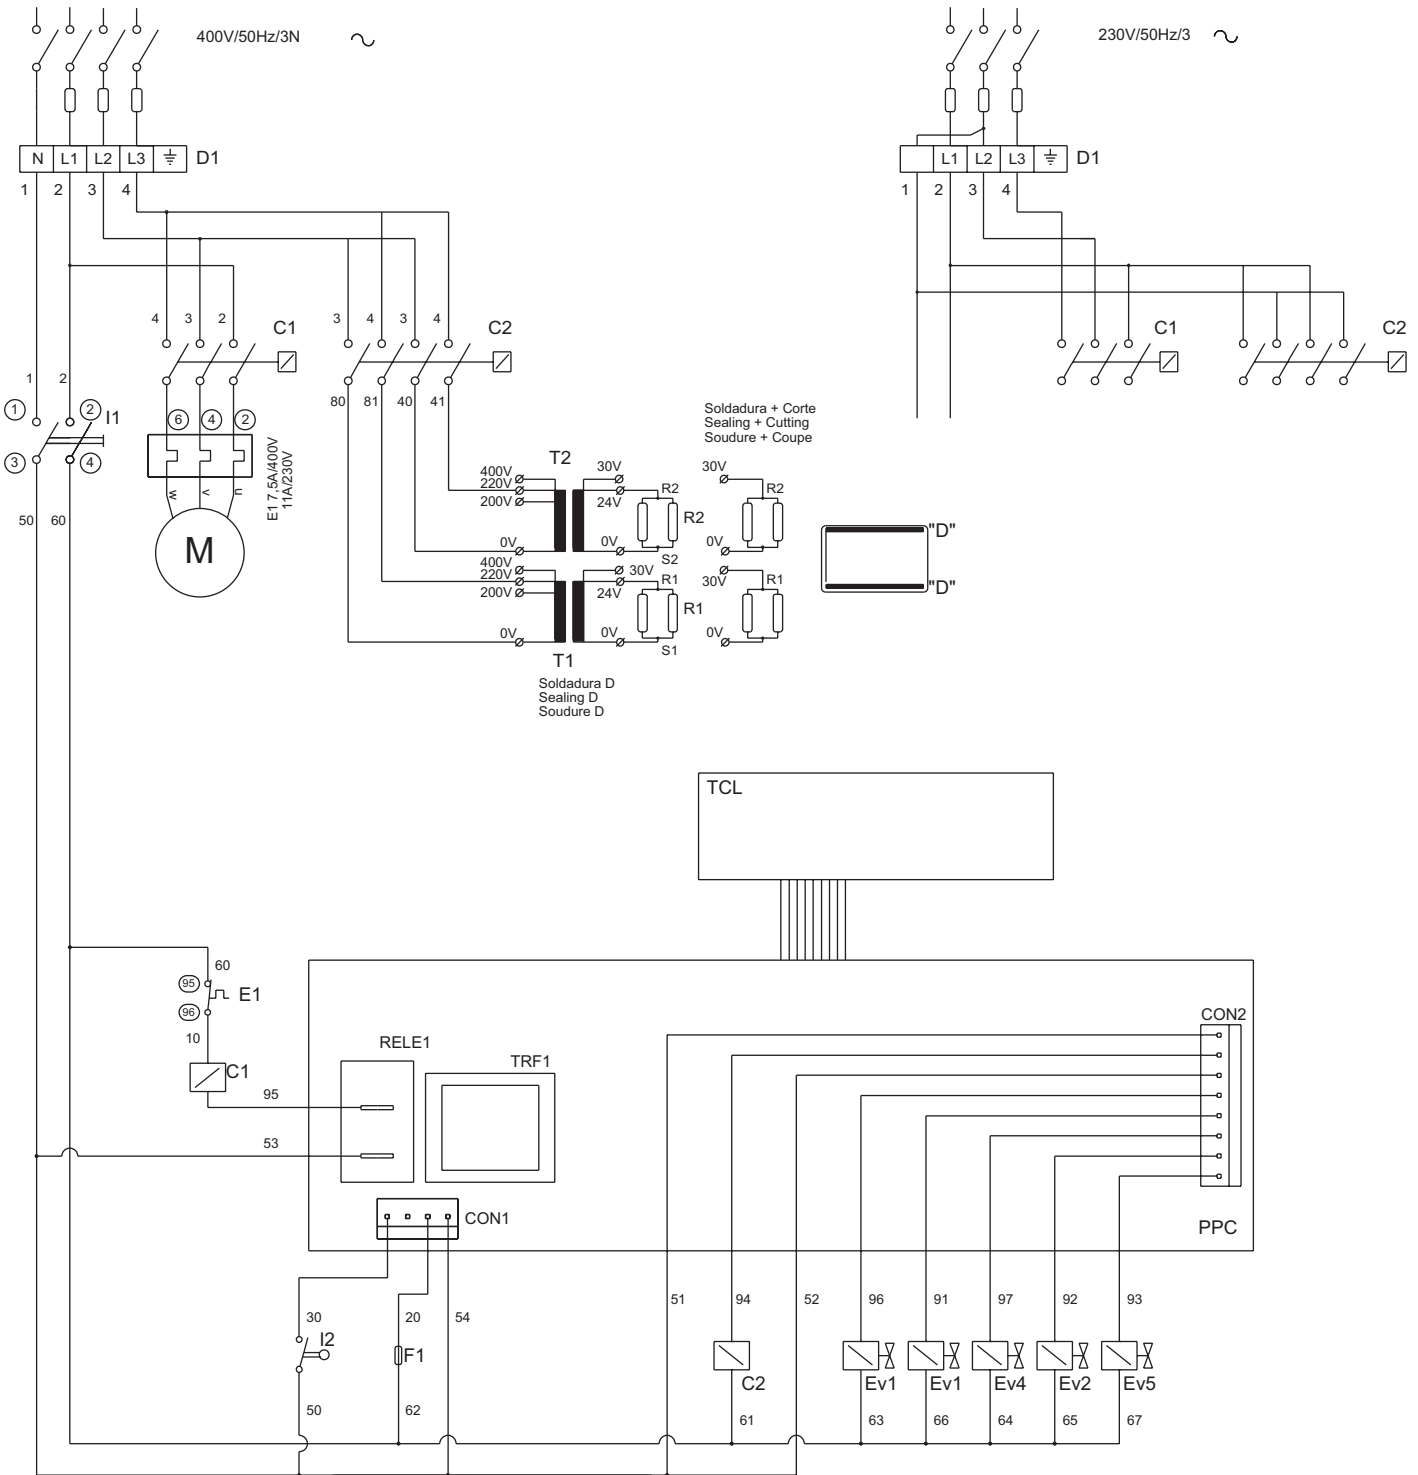 400V/50Hz/3N
230V/50Hz/3
N L1 L2 L3 D1
L1 L2 L3 D1
1 2 3 4
1 2 3 4
4 3 2 C1
3 4 3 4 C2
C1
C2
1 2
1 2 I1
3 4
6 4 2
80 81 40 41
E1 7,5A/400V
11A/230V
w v u
M
50 60
Soldadura + Corte
Sealing + Cutting
Soudure + Coupe
T2
400V
220V
200V
0V
30V
24V
0V
R2
R2
S2
30V
R2
0V
400V
220V
200V
0V
30V
24V
0V
R1
R1
S1
30V
R1
0V
T1
Soldadura D
Sealing D
Soudure D
"D"
"D"
TCL
60
95
E1
96
10
C1
95
53
RELE1
TRF1
CON1
CON2
PPC
30 20 54 51 94 52 96 91 97 92 93
I2 F1 C2 Ev1 Ev1 Ev4 Ev2 Ev5
50 62 61 63 66 64 65 67